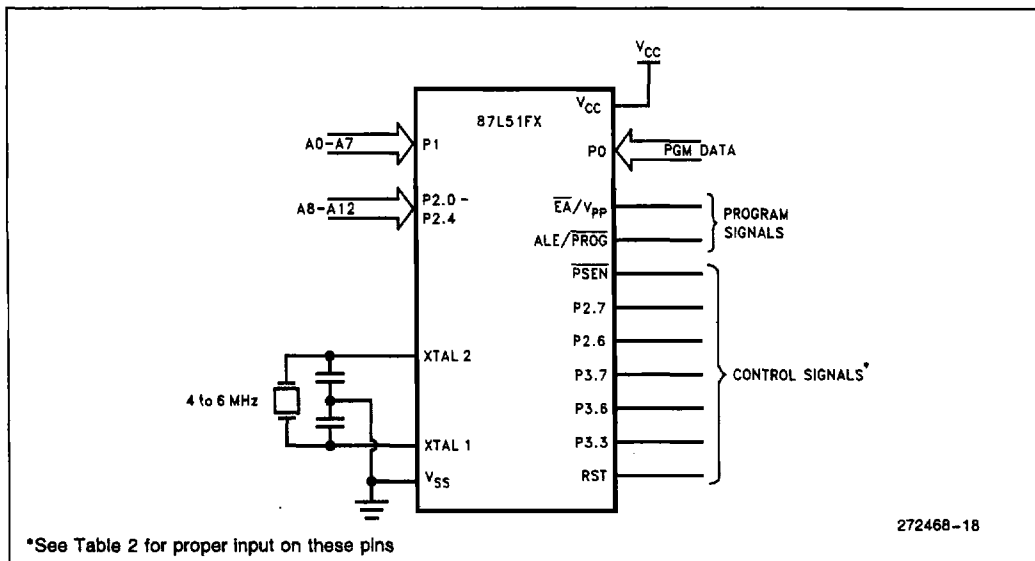 VCC
VCC
87L51FX
A0-A7
P1
P0
PGM DATA
A8-A12
P2.0-
P2.4
EA/VPP
ALE/PROG
PROGRAM
SIGNALS
PSEN
P2.7
P2.6
P3.7
P3.6
P3.3
RST
CONTROL SIGNALS*
XTAL 2
4 to 6 MHz
XTAL 1
VSS
272468-18
*See Table 2 for proper input on these pins